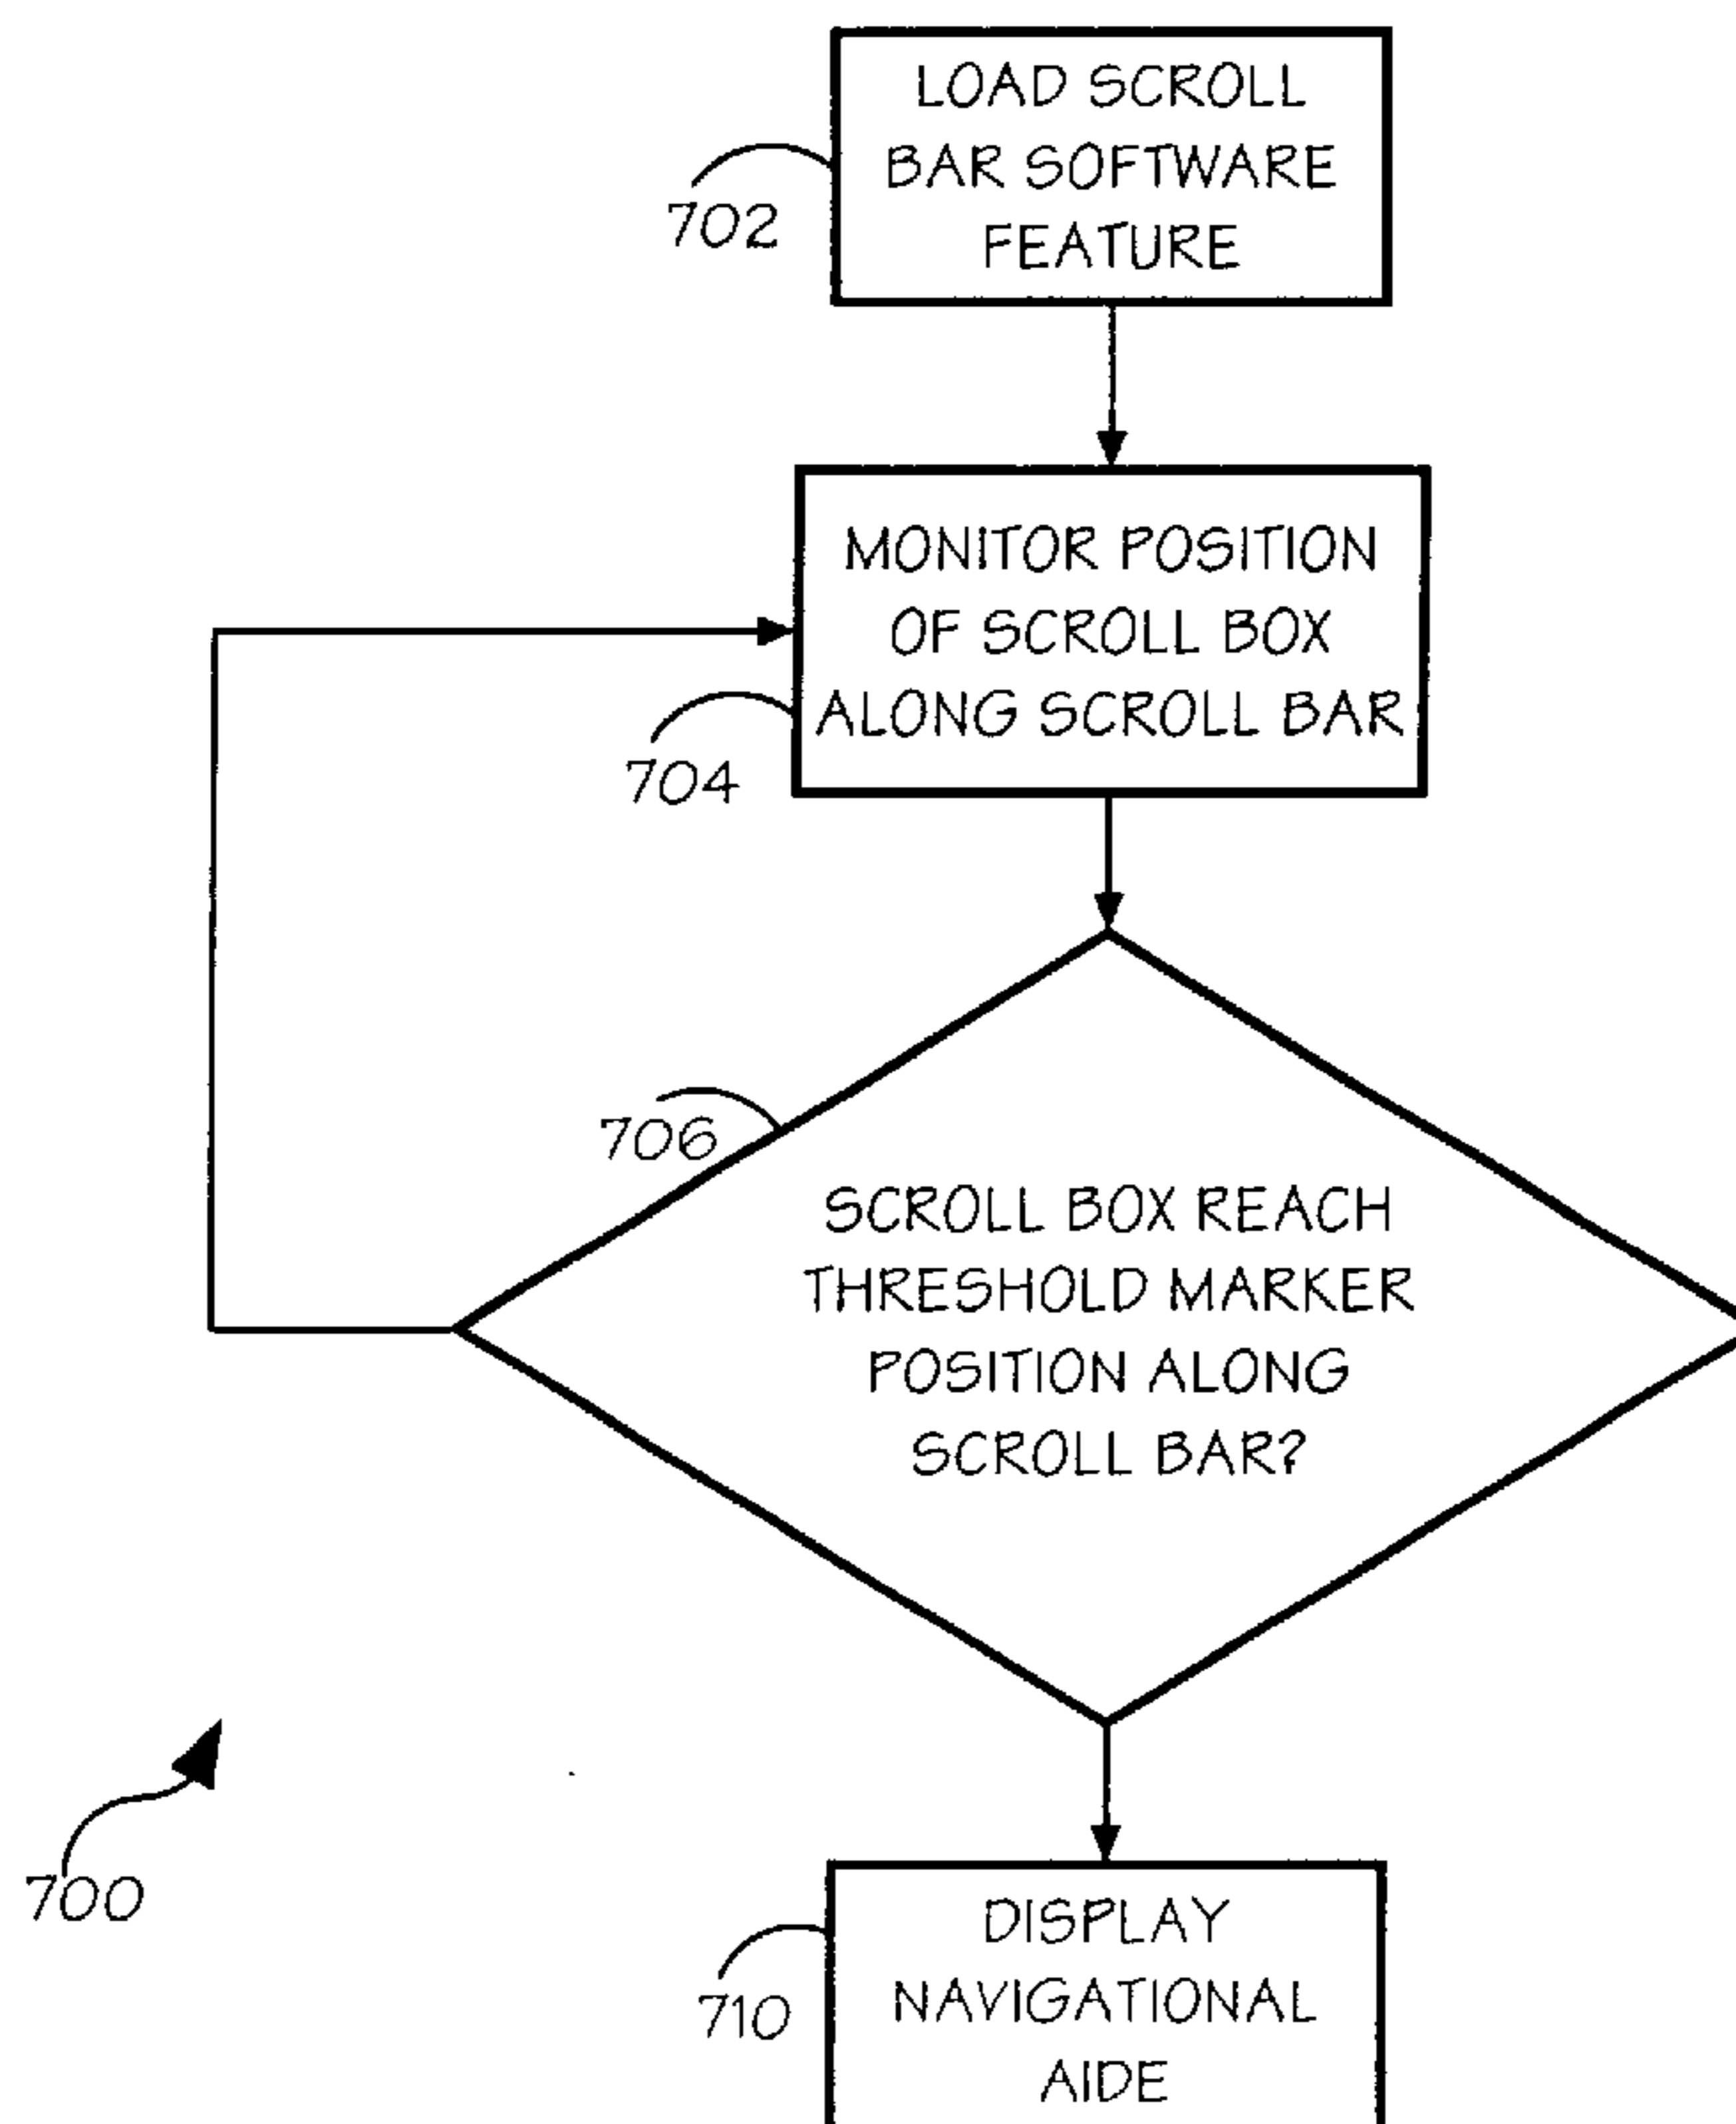 LOAD SCROLL
BAR SOFTWARE
FEATURE
702
MONITOR POSITION
OF SCROLL BOX
ALONG SCROLL BAR
704
706
SCROLL BOX REACH
THRESHOLD MARKER
POSITION ALONG
SCROLL BAR?
700
DISPLAY
NAVIGATIONAL
AIDE
710